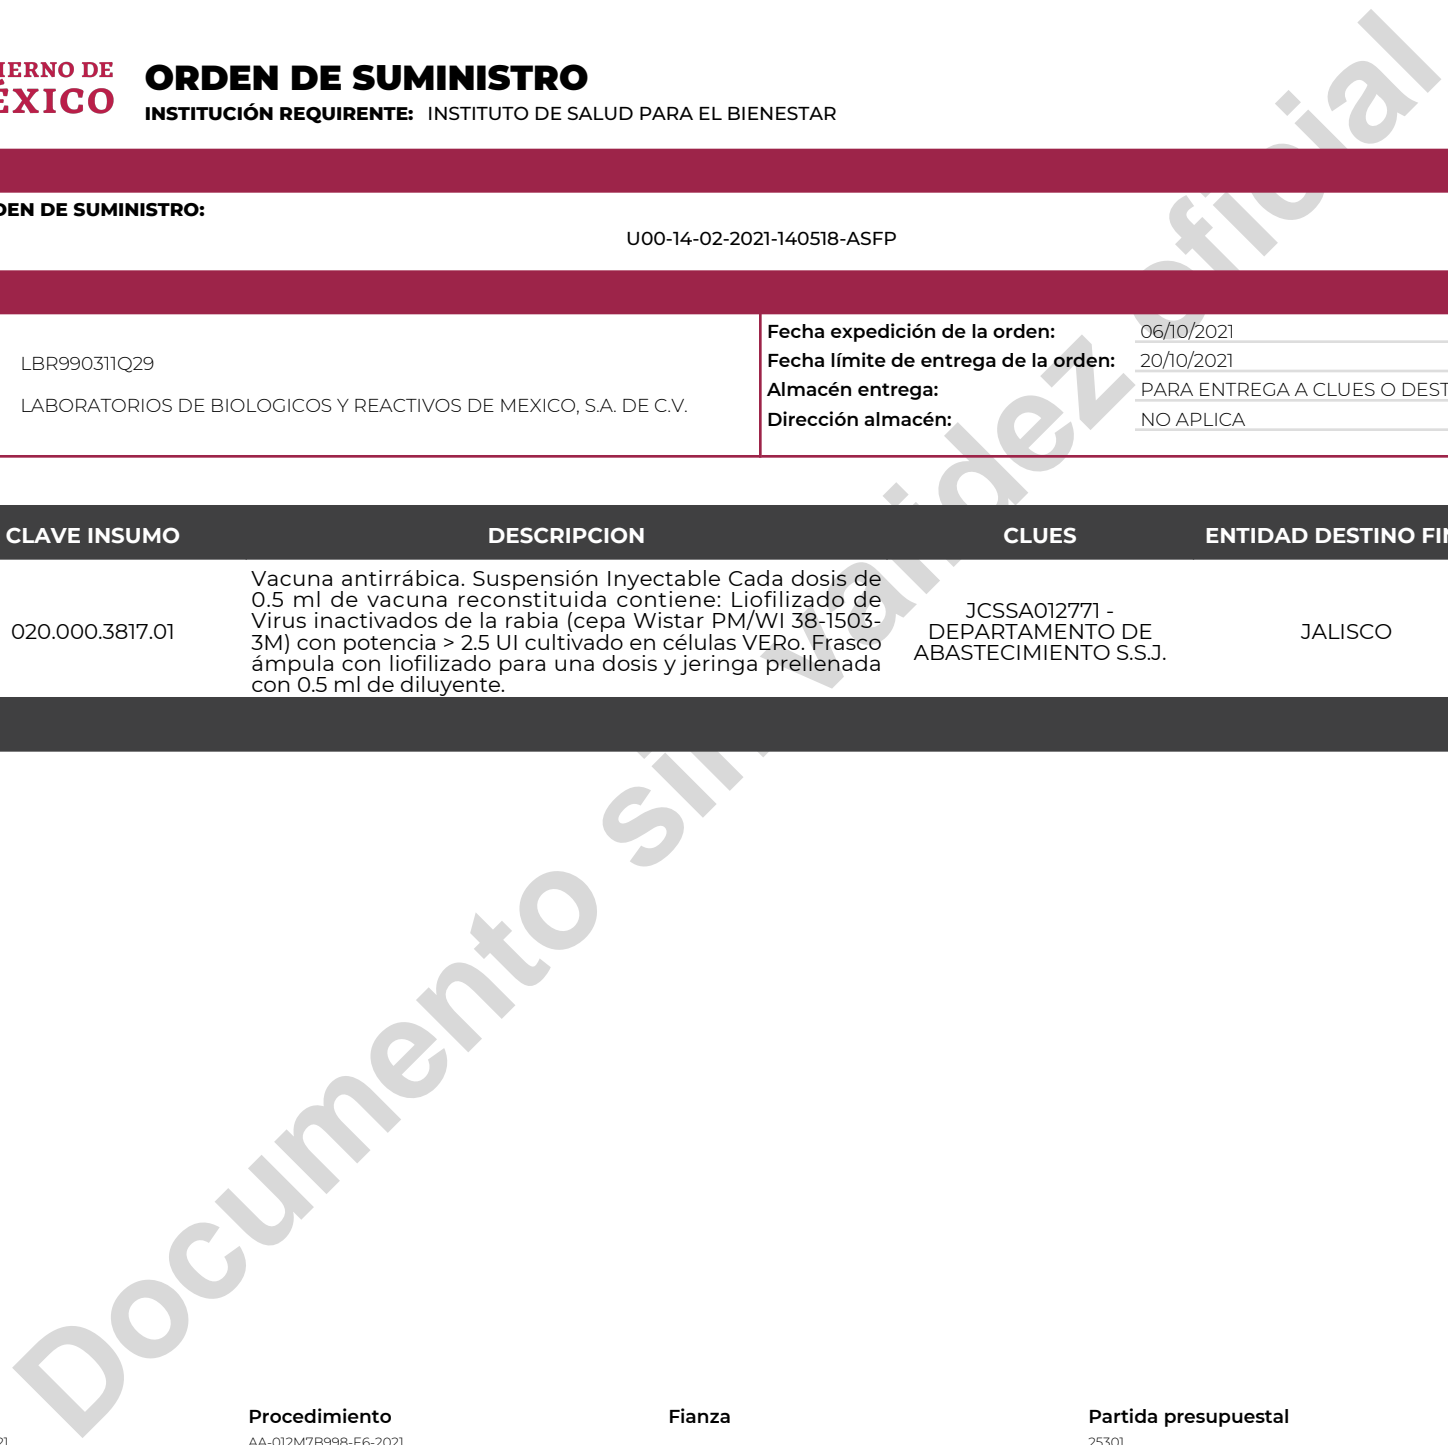 ORDEN DE SUMINISTRO
INSTITUCIÓN REQUIRENTE: INSTITUTO DE SALUD PARA EL BIENESTAR
IERNO DE
ÉXICO
DEN DE SUMINISTRO:
U00-14-02-2021-140518-ASFP
LBR990311Q29
LABORATORIOS DE BIOLOGICOS Y REACTIVOS DE MEXICO, S.A. DE C.V.
Fecha expedición de la orden: 06/10/2021
Fecha límite de entrega de la orden: 20/10/2021
Almacén entrega: PARA ENTREGA A CLUES O DEST
Dirección almacén: NO APLICA
CLAVE INSUMO DESCRIPCION CLUES ENTIDAD DESTINO FIN
020.000.3817.01
Vacuna antirrábica. Suspensión Inyectable Cada dosis de
0.5 ml de vacuna reconstituida contiene: Liofilizado de
Virus inactivados de la rabia (cepa Wistar PM/WI 38-1503-
3M) con potencia > 2.5 UI cultivado en células VERo. Frasco
ámpula con liofilizado para una dosis y jeringa prellenada
con 0.5 ml de diluyente.
JCSSA012771 -
DEPARTAMENTO DE
ABASTECIMIENTO S.S.J.
JALISCO
Documento sin validez oficial
Procedimiento Fianza Partida presupuestal
21 AA-012M7B998-E6-2021 25301